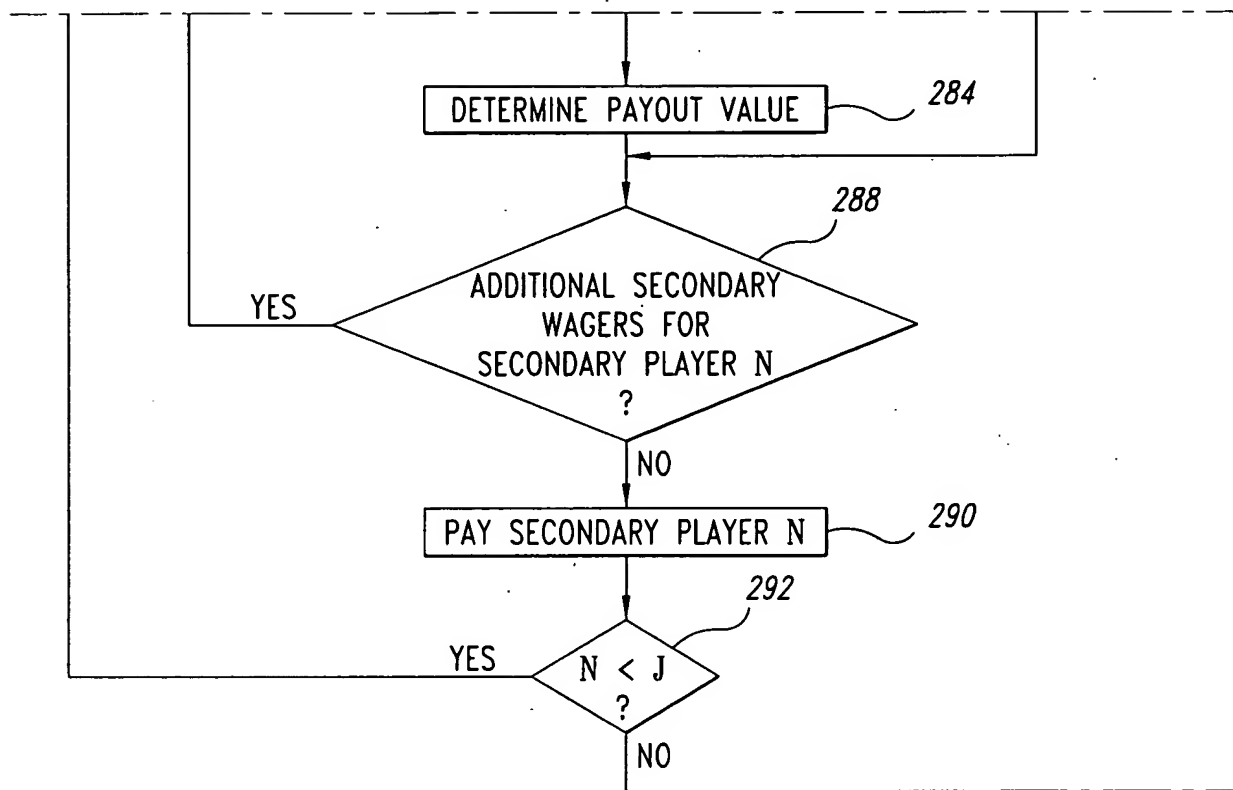 DETERMINE PAYOUT VALUE
284
288
ADDITIONAL SECONDARY
WAGERS FOR
SECONDARY PLAYER N
?
YES
NO
PAY SECONDARY PLAYER N
290
292
N < J
?
YES
NO